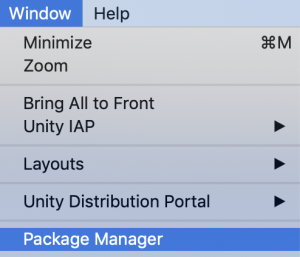 Window Help
Minimize ⌘M
Zoom
Bring All to Front
Unity IAP ▶
Layouts ▶
Unity Distribution Portal ▶
Package Manager